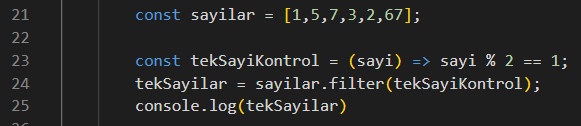 21 const sayilar = [1,5,7,3,2,67];
22
23 const tekSayiKontrol = (sayi) => sayi % 2 == 1;
24 tekSayilar = sayilar.filter(tekSayiKontrol);
25 console.log(tekSayilar)